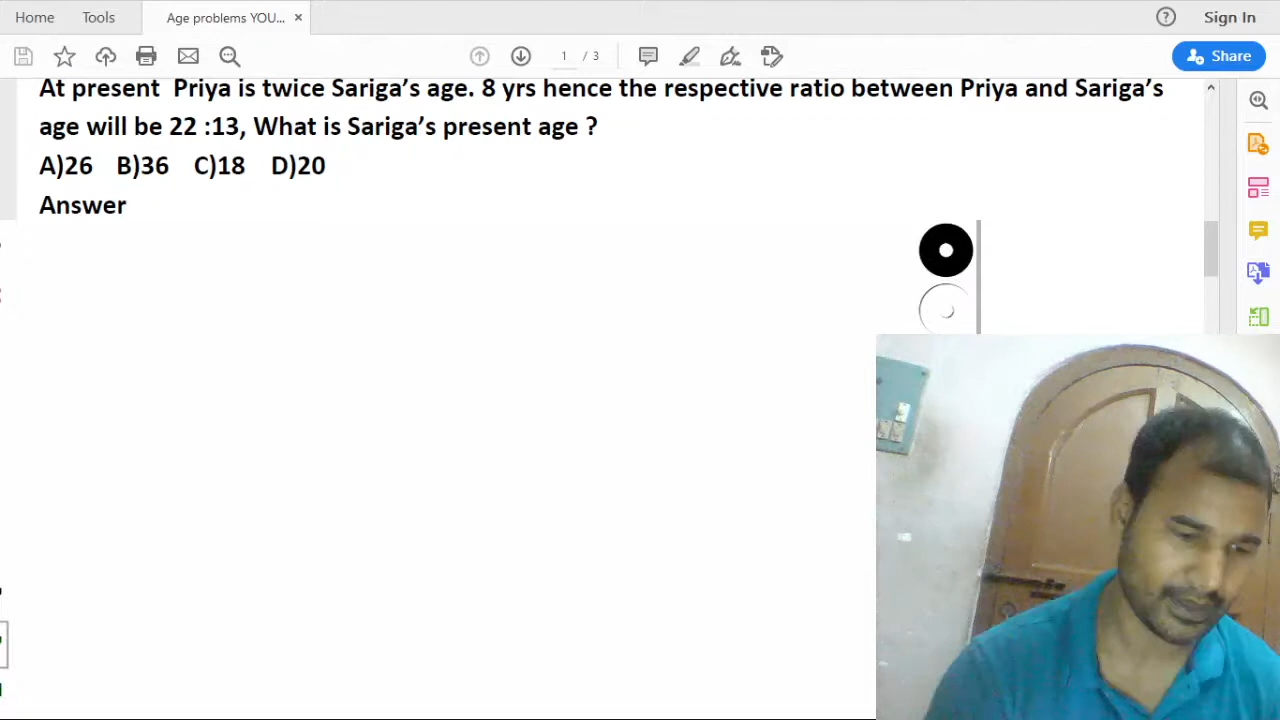 Home Tools Age problems YOU... × ? Sign In
1 / 3 Share
At present Priya is twice Sariga’s age. 8 yrs hence the respective ratio between Priya and Sariga’s
age will be 22 :13, What is Sariga’s present age ?
A)26 B)36 C)18 D)20
Answer